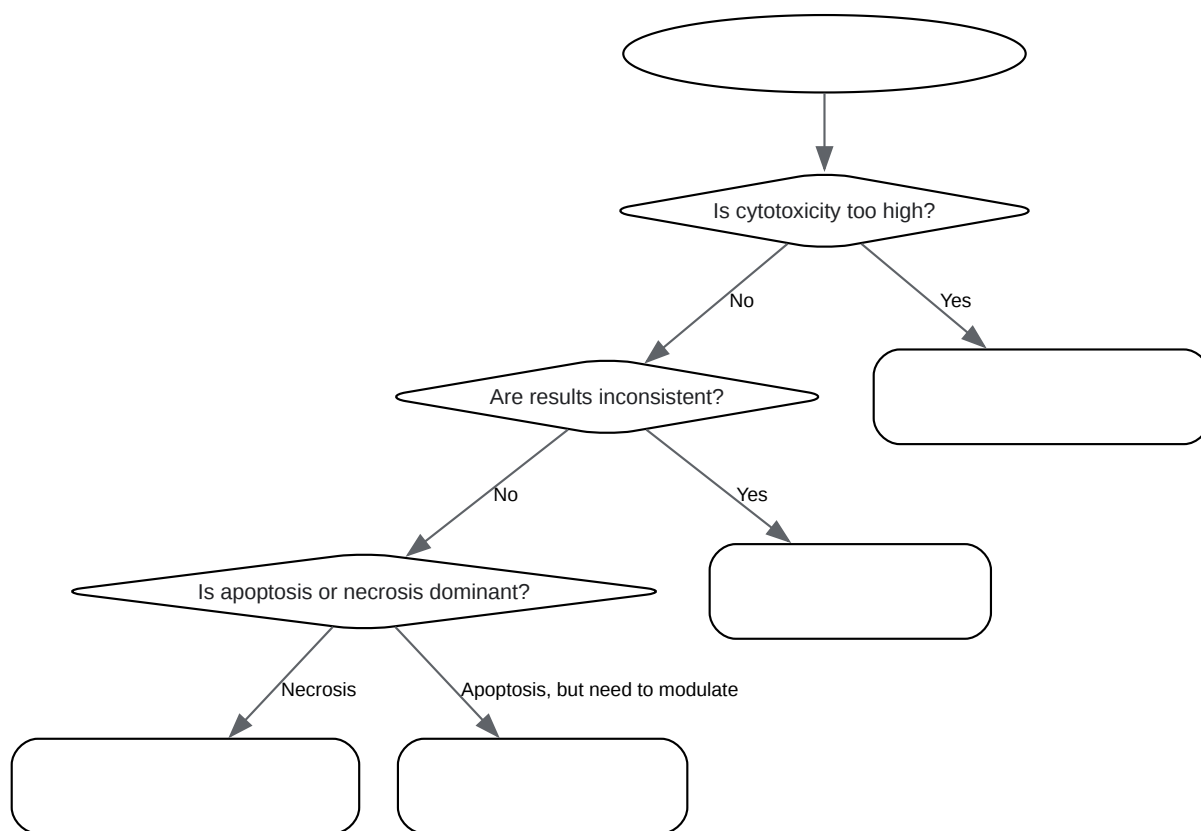 Is cytotoxicity too high?
No
Yes
Are results inconsistent?
No
Yes
Is apoptosis or necrosis dominant?
Necrosis
Apoptosis, but need to modulate